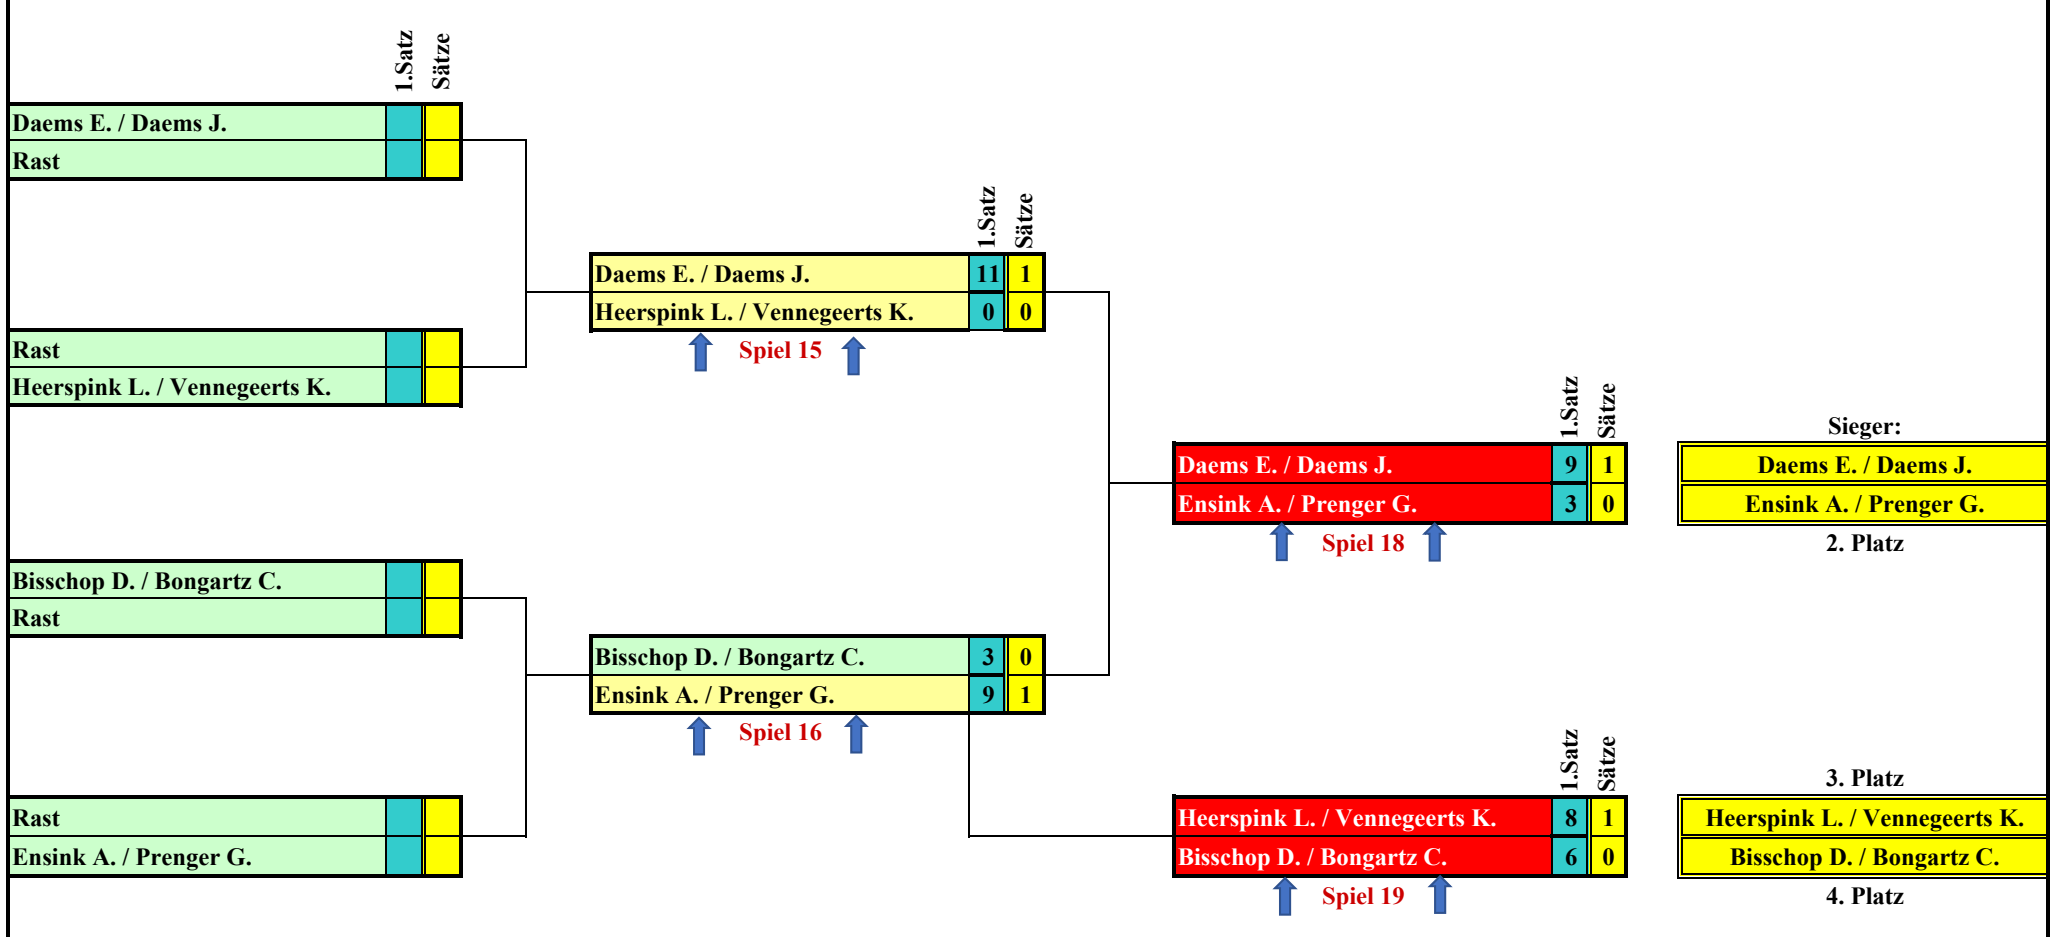 1.Satz Sätze
Daems E. / Daems J.
Rast
1.Satz Sätze
Daems E. / Daems J. 11 1
Heerspink L. / Vennegeerts K. 0 0
Spiel 15
Rast
Heerspink L. / Vennegeerts K.
1.Satz Sätze
Sieger:
Daems E. / Daems J. 9 1
Daems E. / Daems J.
Ensink A. / Prenger G. 3 0
Ensink A. / Prenger G.
Spiel 18
2. Platz
Bisschop D. / Bongartz C.
Rast
Bisschop D. / Bongartz C. 3 0
Ensink A. / Prenger G. 9 1
Spiel 16
1.Satz Sätze
3. Platz
Rast
Ensink A. / Prenger G.
Heerspink L. / Vennegeerts K. 8 1
Heerspink L. / Vennegeerts K.
Bisschop D. / Bongartz C. 6 0
Bisschop D. / Bongartz C.
Spiel 19
4. Platz